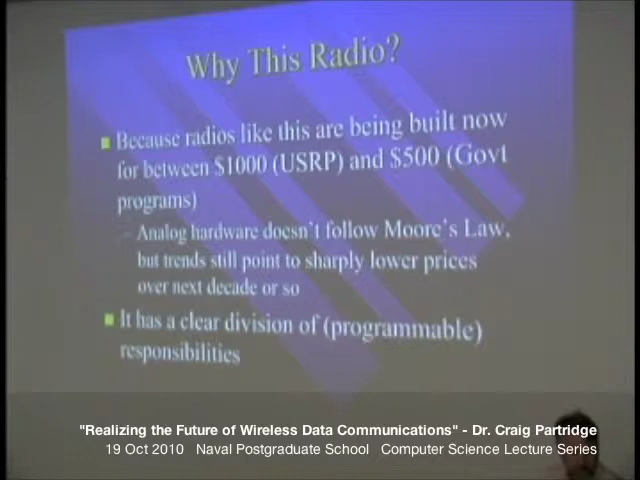 Why This Radio?
Because radios like this are being built now
for between $1000 (USRP) and $500 (Govt
programs)
– Analog hardware doesn't follow Moore's Law,
but trends still point to sharply lower prices
over next decade or so
It has a clear division of (programmable)
responsibilities
"Realizing the Future of Wireless Data Communications" - Dr. Craig Partridge
19 Oct 2010 Naval Postgraduate School Computer Science Lecture Series